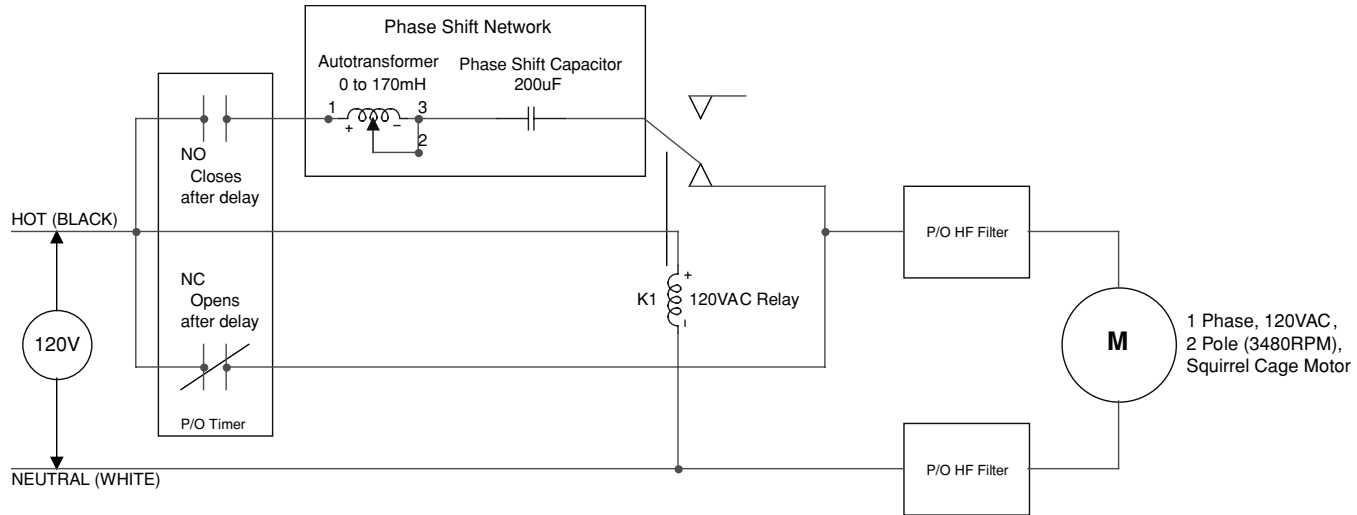 Phase Shift Network
Autotransformer
0 to 170mH
Phase Shift Capacitor
200uF
1
3
+
-
2
NO
Closes
after delay
HOT (BLACK)
NC
Opens
after delay
P/O Timer
120V
K1
+
-
120VAC Relay
P/O HF Filter
M
1 Phase, 120VAC,
2 Pole (3480RPM),
Squirrel Cage Motor
P/O HF Filter
NEUTRAL (WHITE)